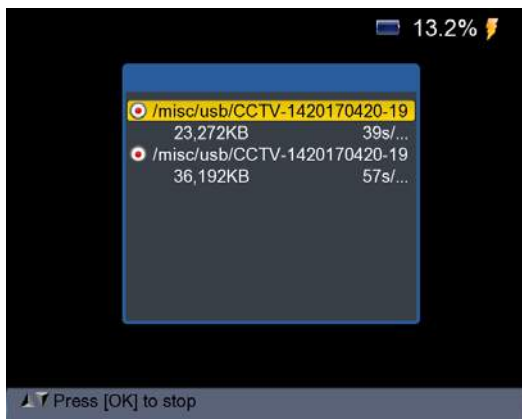 13.2%
/misc/usb/CCTV-1420170420-19
23,272KB 39s/...
/misc/usb/CCTV-1420170420-19
36,192KB 57s/...
Press [OK] to stop